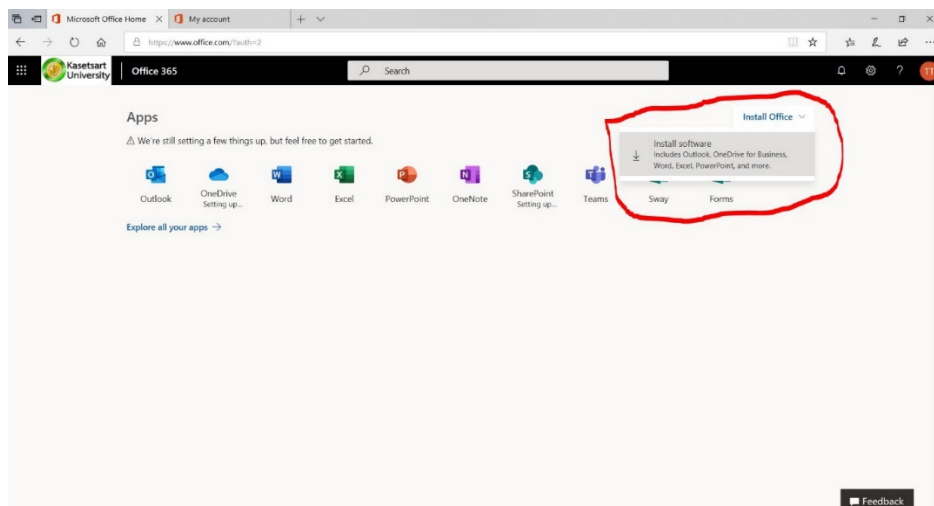 Microsoft Office Home
My account
https://www.office.com/?auth=2
Kasetsart
University
Office 365
Search
TT
Apps
Install Office
We're still setting a few things up, but feel free to get started.
Install software
Includes Outlook, OneDrive for Business,
Word, Excel, PowerPoint, and more.
Outlook
OneDrive
Setting up...
Word
Excel
PowerPoint
OneNote
SharePoint
Setting up...
Teams
Sway
Forms
Explore all your apps →
Feedback